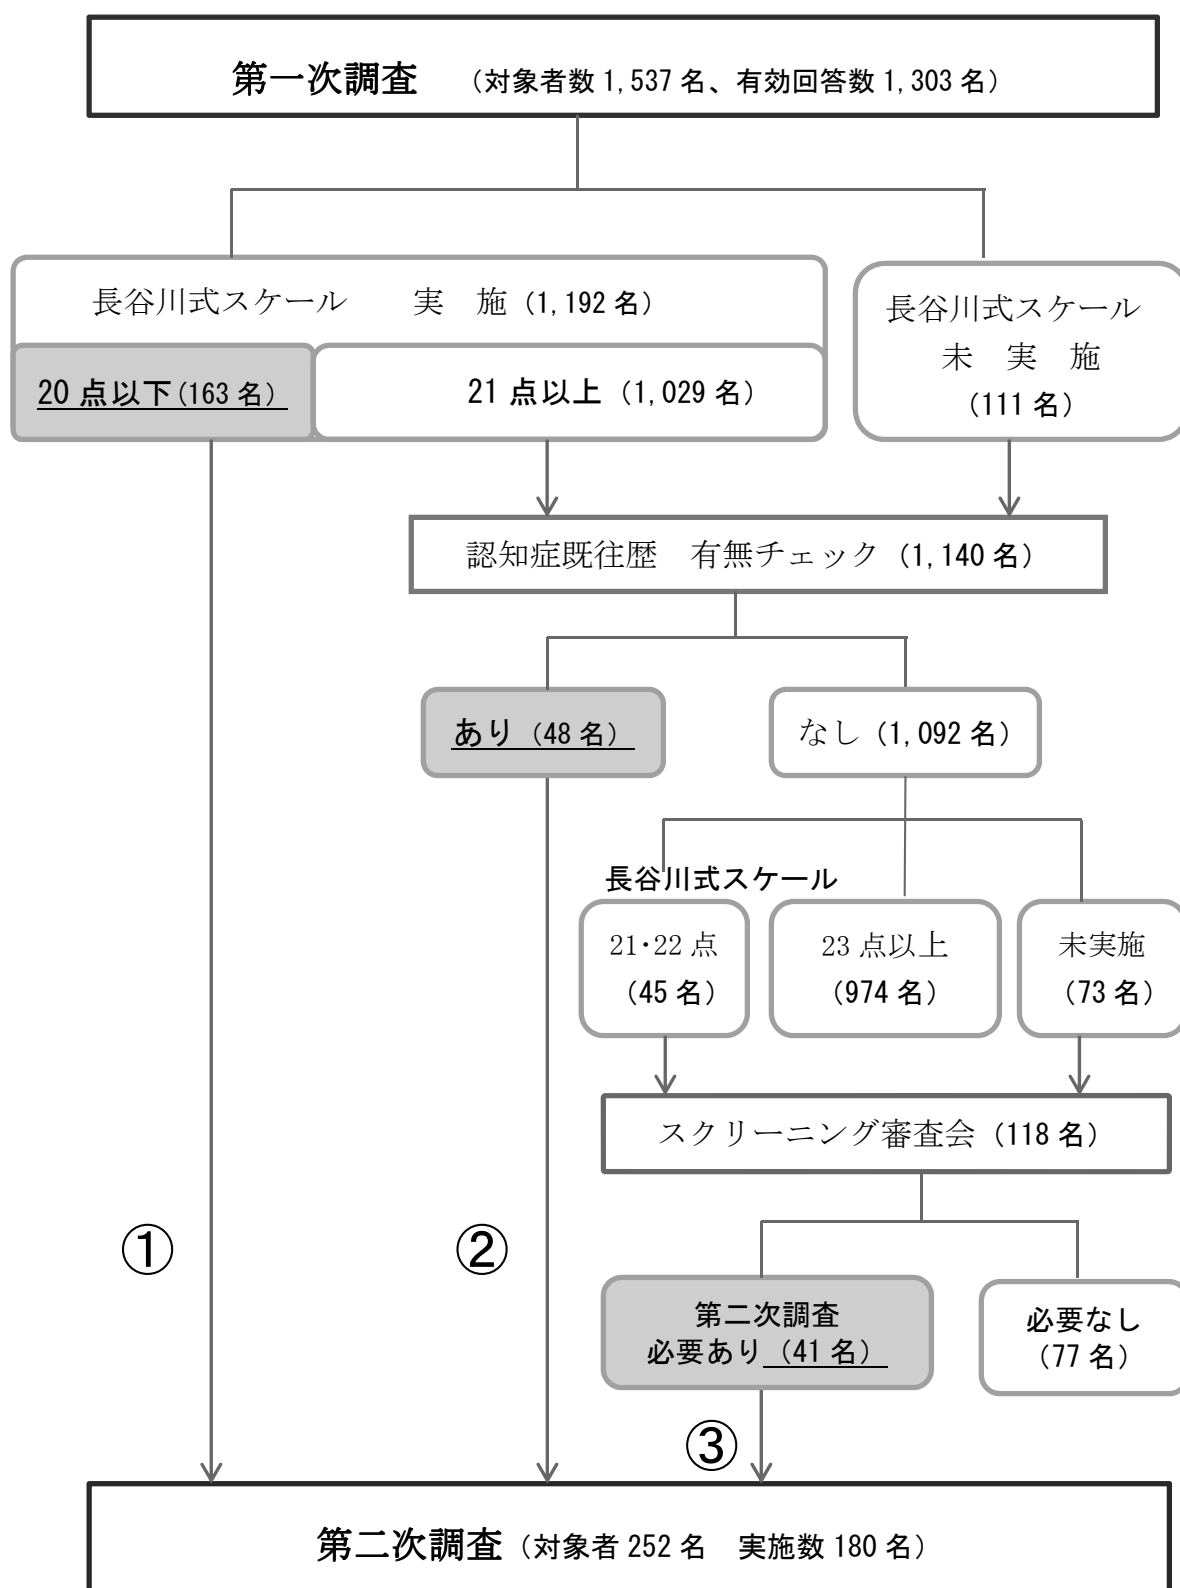 第一次調査 （対象者数 1,537 名、有効回答数 1,303 名）
長谷川式スケール 実 施（1,192 名）
20 点以下（163 名）
21 点以上（1,029 名）
長谷川式スケール
未 実 施
（111 名）
認知症既往歴 有無チェック（1,140 名）
あり（48 名）
なし（1,092 名）
長谷川式スケール
21・22 点
（45 名）
23 点以上
（974 名）
未実施
（73 名）
スクリーニング審査会（118 名）
①
②
第二次調査
必要あり（41 名）
必要なし
（77 名）
③
第二次調査（対象者 252 名 実施数 180 名）